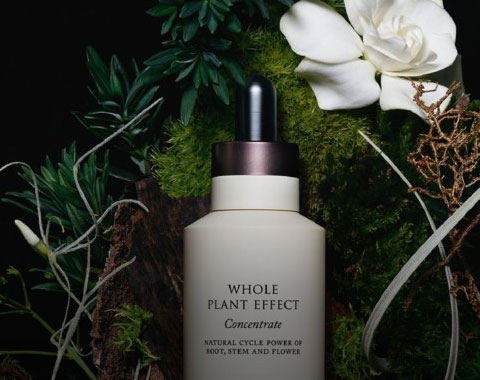 WHOLE
PLANT EFFECT
Concentrate
NATURAL CYCLE POWER OF
ROOT, STEM AND FLOWER